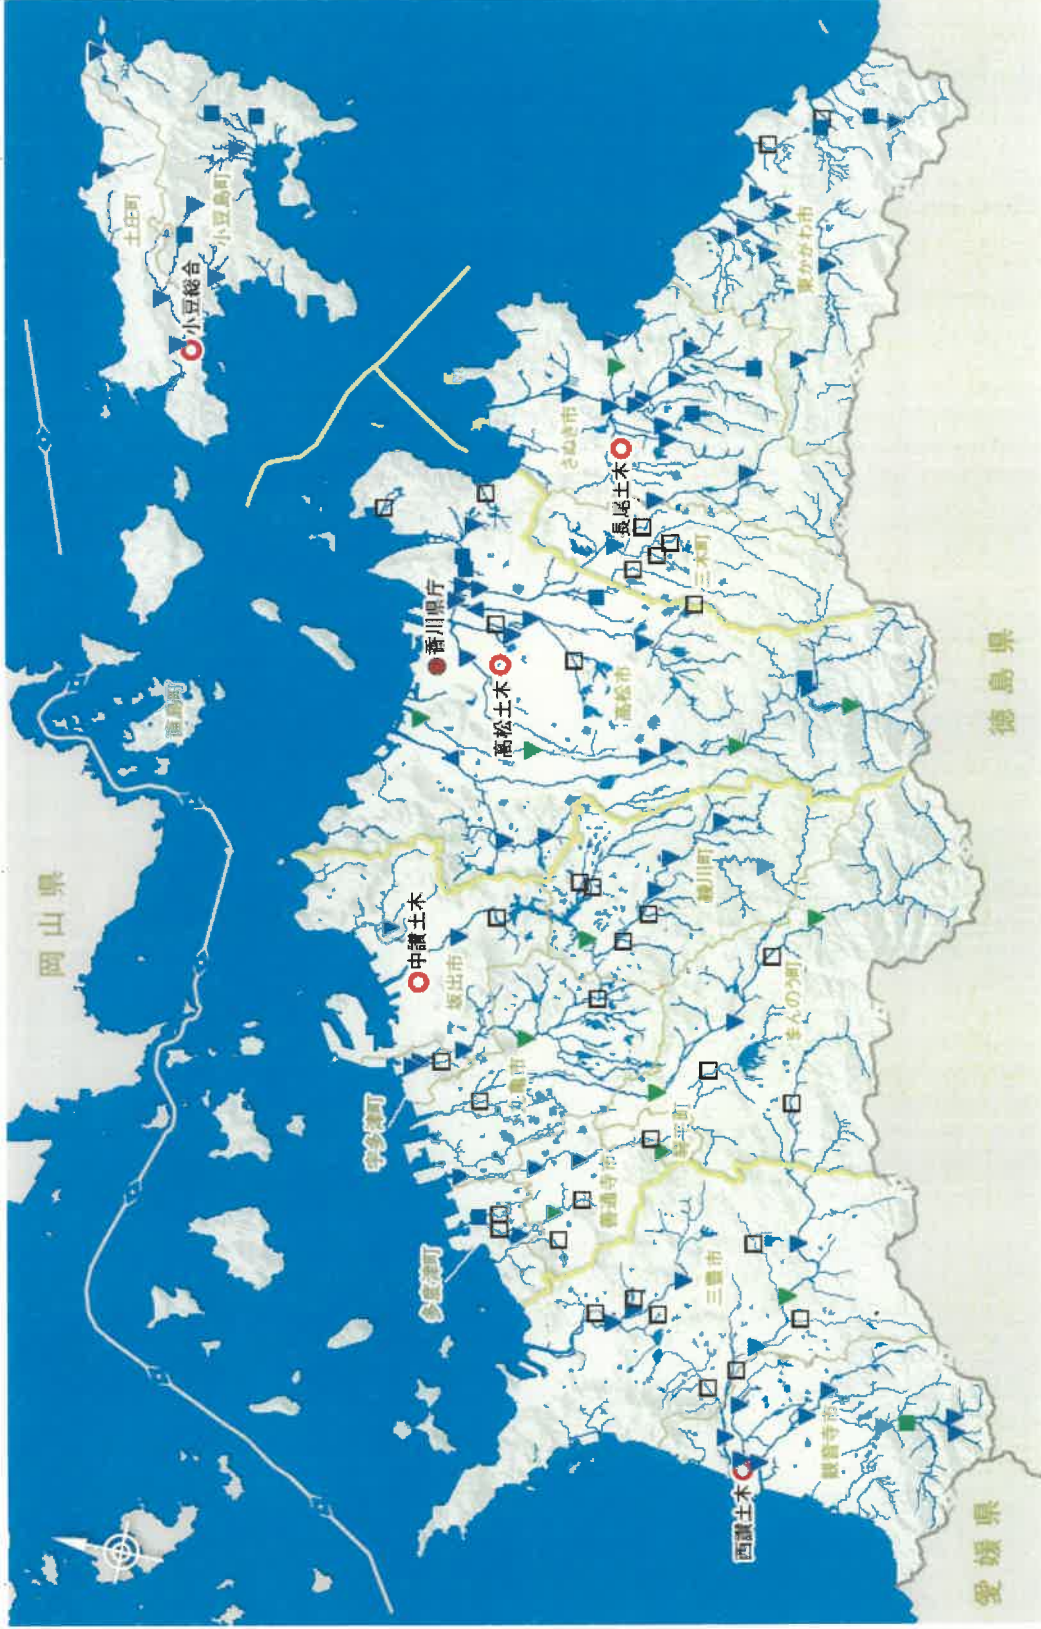 岡山県
土庄町
小豆島町
小豆総合
直島町
香川県庁
高松土木
高松市
さぬき市
長尾土木
三木町
東かがわ市
中讃土木
坂出市
綾川町
宇多津町
丸亀市
まんのう町
多度津町
善通寺市
琴平町
三豊市
西讃土木
観音寺市
徳島県
愛媛県